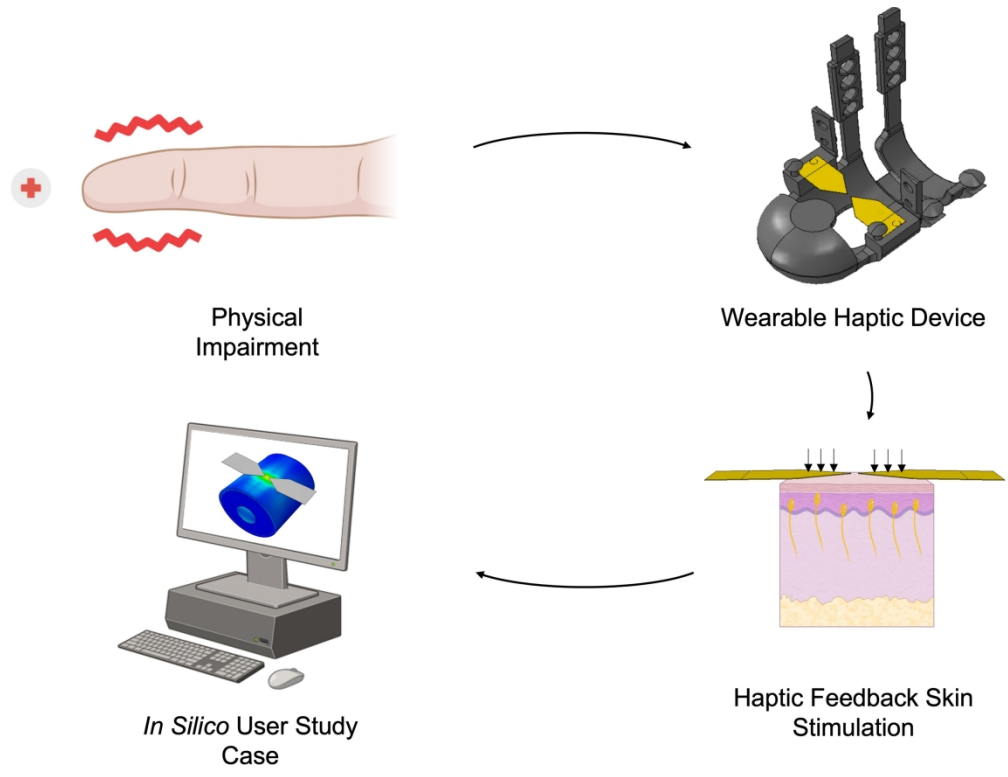 Physical
Impairment
Wearable Haptic Device
Haptic Feedback Skin
Stimulation
In Silico User Study
Case